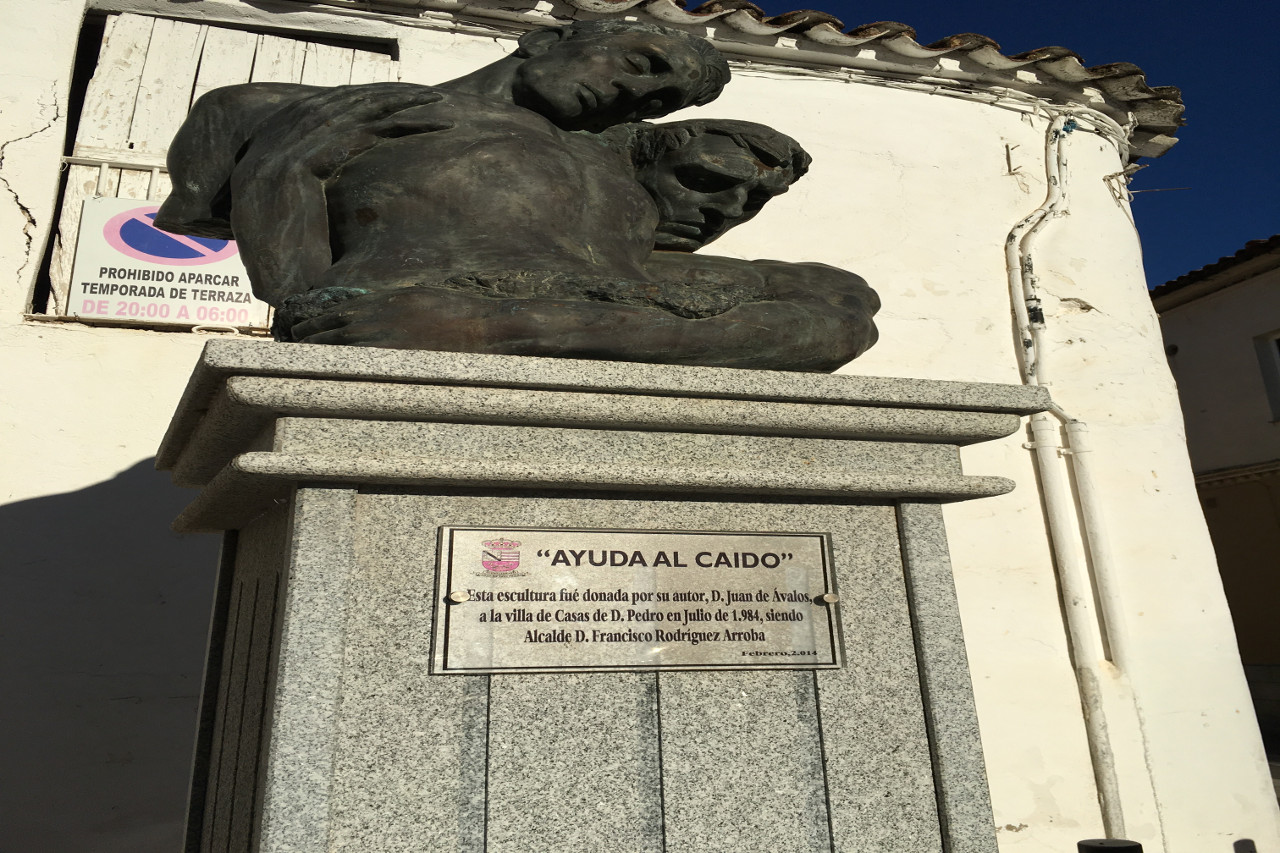 PROHIBIDO APARCAR
TEMPORADA DE TERRAZA
DE 20:00 A 06:00
“AYUDA AL CAIDO”
Esta escultura fué donada por su autor, D. Juan de Ávalos,
a la villa de Casas de D. Pedro en Julio de 1.984, siendo
Alcalde D. Francisco Rodríguez Arroba
Febrero,2.014